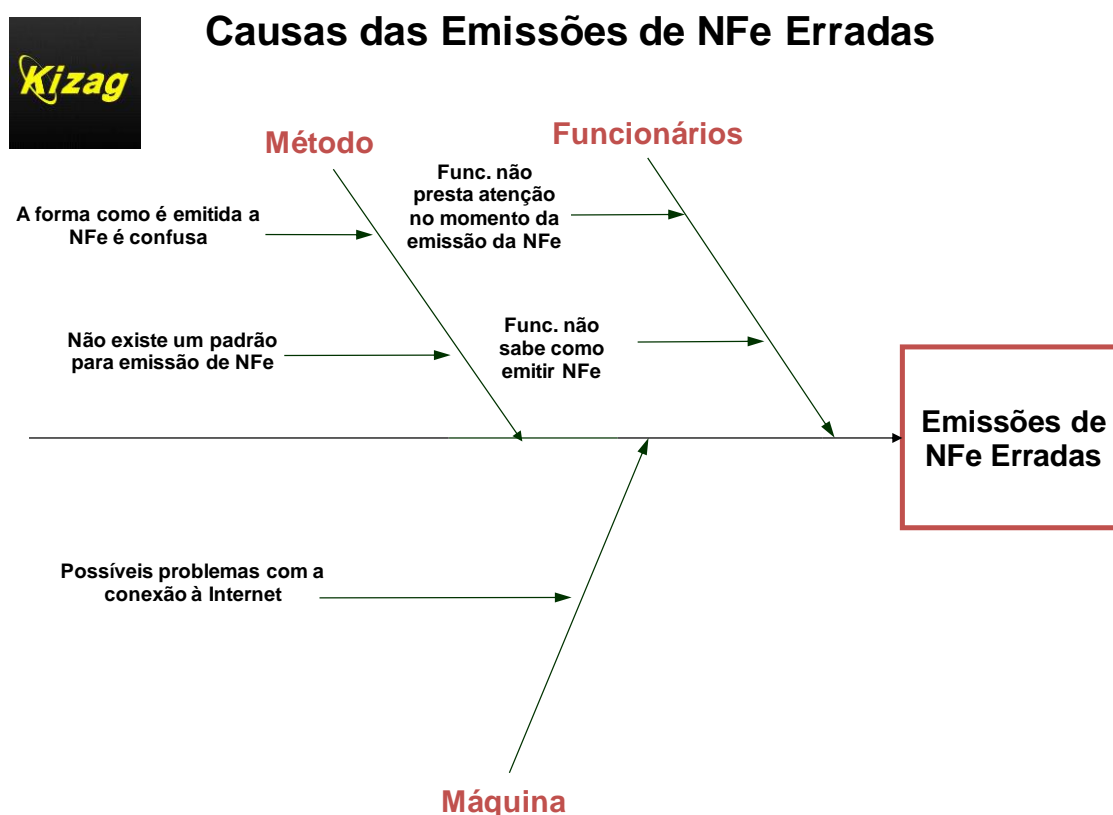 Causas das Emissões de NFe Erradas
Kizag
Método
Funcionários
A forma como é emitida a
NFe é confusa
Func. não
presta atenção
no momento da
emissão da NFe
Não existe um padrão
para emissão de NFe
Func. não
sabe como
emitir NFe
Emissões de
NFe Erradas
Possíveis problemas com a
conexão à Internet
Máquina